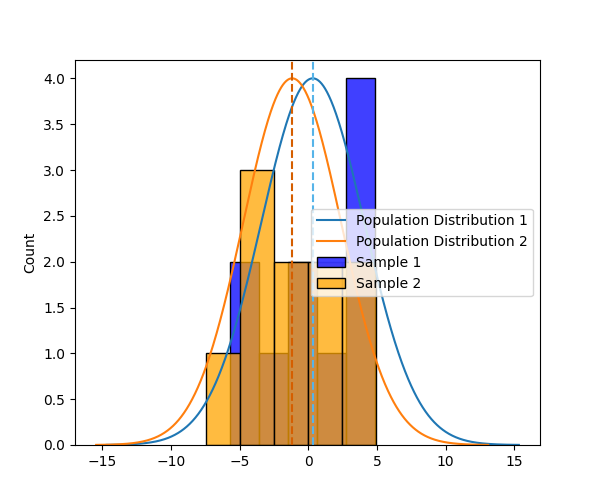 4.0
3.5
3.0
2.5
2.0
1.5
1.0
0.5
0.0
Count
Population Distribution 1
Population Distribution 2
Sample 1
Sample 2
−15 −10 −5 0 5 10 15